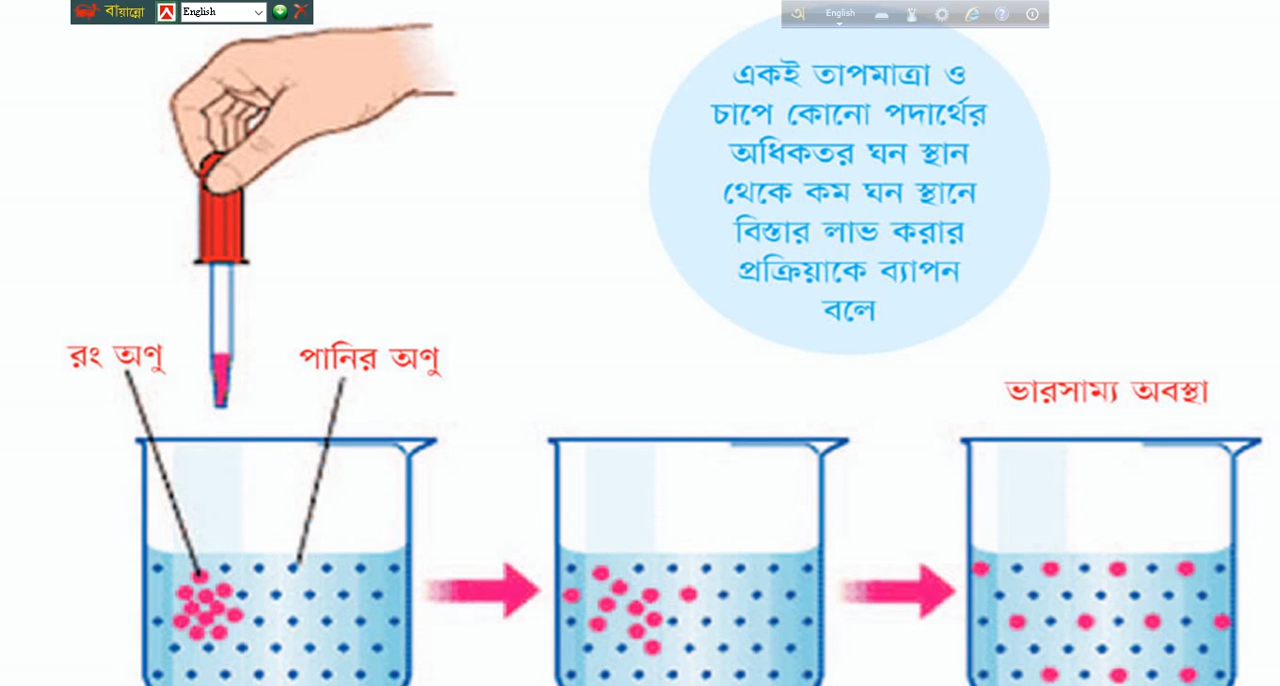 বাঁয়ান্নো
English
অ
English
একই তাপমাত্রা ও
চাপে কোনো পদার্থের
অধিকতর ঘন স্থান
থেকে কম ঘন স্থানে
বিস্তার লাভ করার
প্রক্রিয়াকে ব্যাপন
বলে
রং অণু
পানির অণু
ভারসাম্য অবস্থা